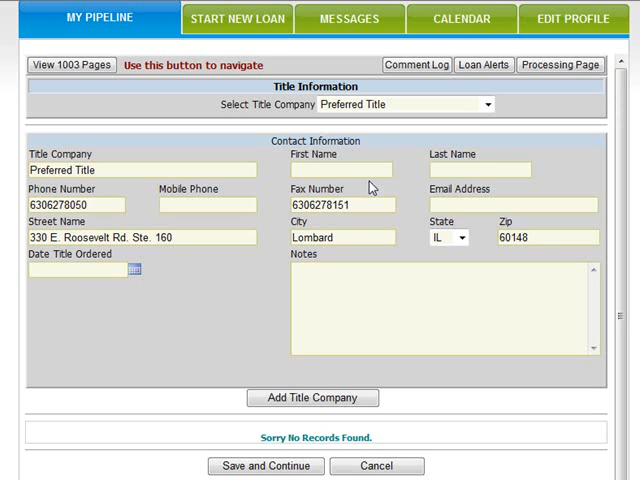 MY PIPELINE START NEW LOAN MESSAGES CALENDAR EDIT PROFILE
View 1003 Pages Use this button to navigate Comment Log Loan Alerts Processing Page
Title Information
Select Title Company Preferred Title
Contact Information
Title Company First Name Last Name
Preferred Title
Phone Number Mobile Phone Fax Number Email Address
6306278050 6306278151
Street Name City State Zip
330 E. Roosevelt Rd. Ste. 160 Lombard IL 60148
Date Title Ordered Notes
Add Title Company
Sorry No Records Found.
Save and Continue Cancel